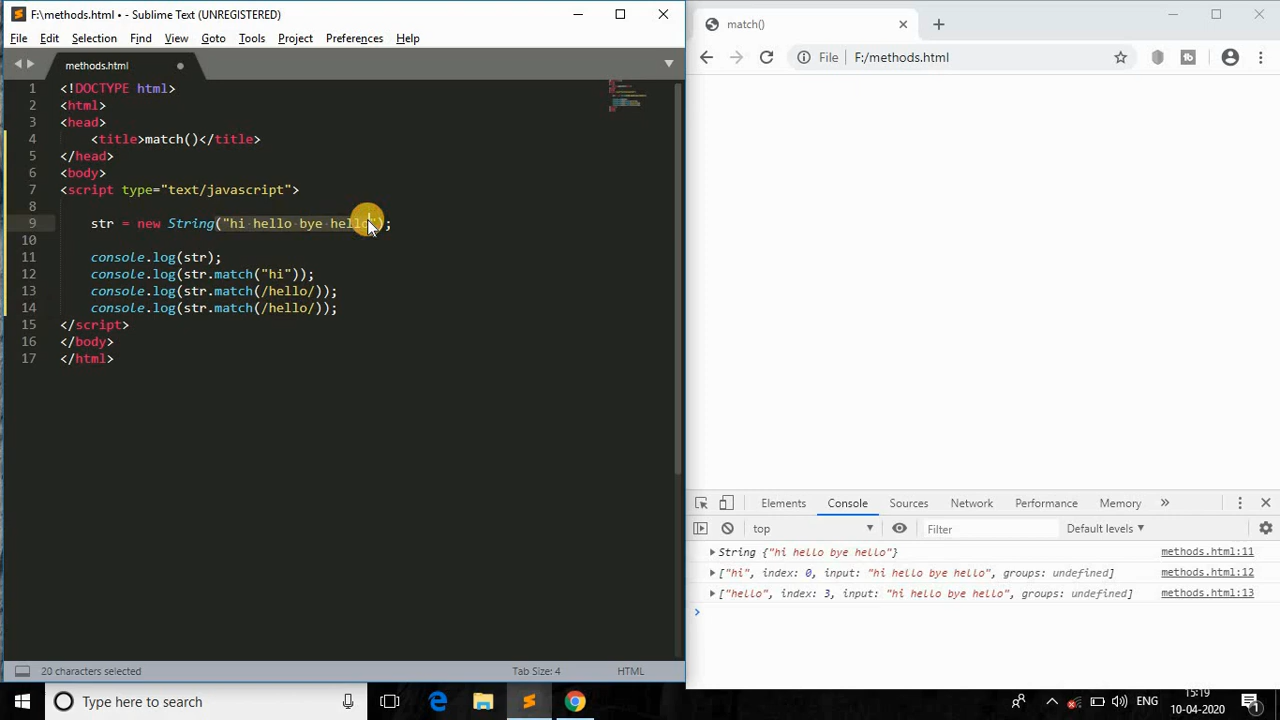 F:\methods.html • - Sublime Text (UNREGISTERED)
File Edit Selection Find View Goto Tools Project Preferences Help
methods.html
1 <!DOCTYPE html>
2 <html>
3 <head>
4 <title>match()</title>
5 </head>
6 <body>
7 <script type="text/javascript">
8
9 str = new String("hi hello bye hello");
10
11 console.log(str);
12 console.log(str.match("hi"));
13 console.log(str.match(/hello/));
14 console.log(str.match(/hello/));
15 </script>
16 </body>
17 </html>
20 characters selected Tab Size: 4 HTML
match()
File F:/methods.html
Elements Console Sources Network Performance Memory »
top Filter Default levels
String {"hi hello bye hello"} methods.html:11
["hi", index: 0, input: "hi hello bye hello", groups: undefined] methods.html:12
["hello", index: 3, input: "hi hello bye hello", groups: undefined] methods.html:13
>
Type here to search
ENG
15:19
10-04-2020
1